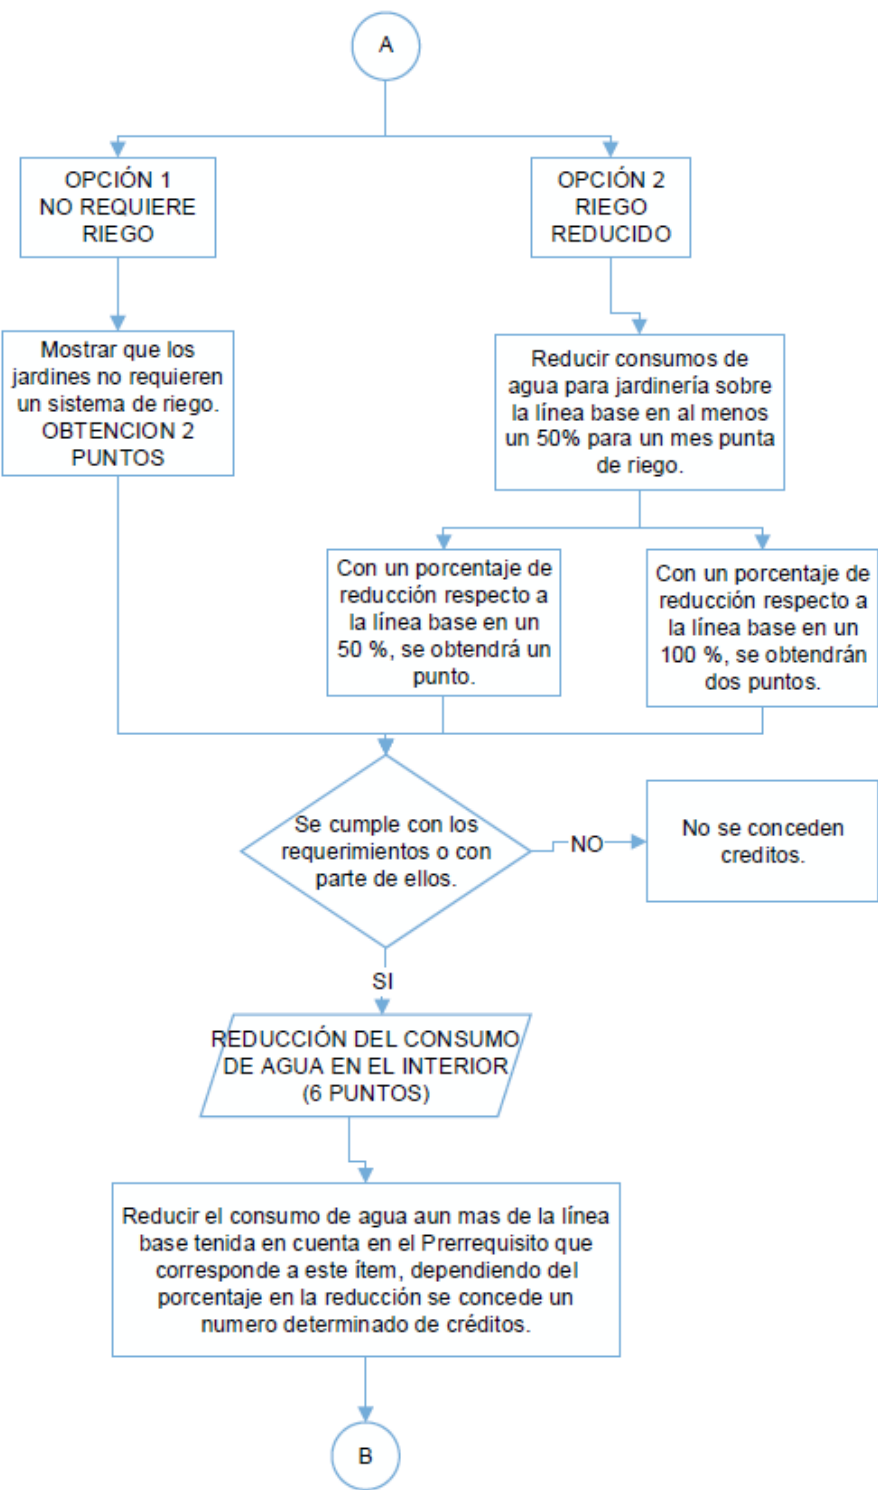 A
OPCIÓN 1
NO REQUIERE
RIEGO
OPCIÓN 2
RIEGO
REDUCIDO
Mostrar que los
jardines no requieren
un sistema de riego.
OBTENCION 2
PUNTOS
Reducir consumos de
agua para jardinería sobre
la línea base en al menos
un 50% para un mes punta
de riego.
Con un porcentaje de
reducción respecto a
la línea base en un
50 %, se obtendrá un
punto.
Con un porcentaje de
reducción respecto a
la línea base en un
100 %, se obtendrán
dos puntos.
Se cumple con los
requerimientos o con
parte de ellos.
NO
No se conceden
creditos.
SI
REDUCCIÓN DEL CONSUMO
DE AGUA EN EL INTERIOR
(6 PUNTOS)
Reducir el consumo de agua aun mas de la línea
base tenida en cuenta en el Prerrequisito que
corresponde a este ítem, dependiendo del
porcentaje en la reducción se concede un
numero determinado de créditos.
B